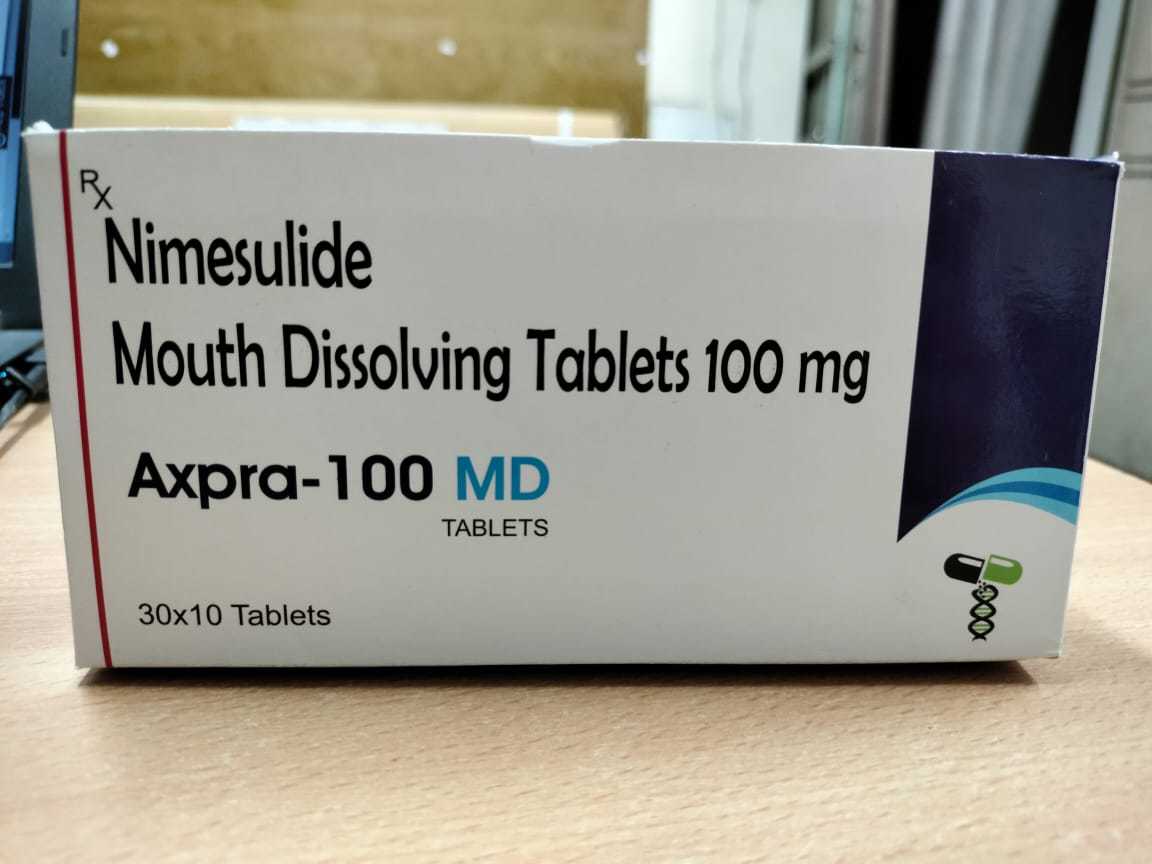 Rx
Nimesulide
Mouth Dissolving Tablets 100 mg
Axpra-100 MD
TABLETS
30x10 Tablets